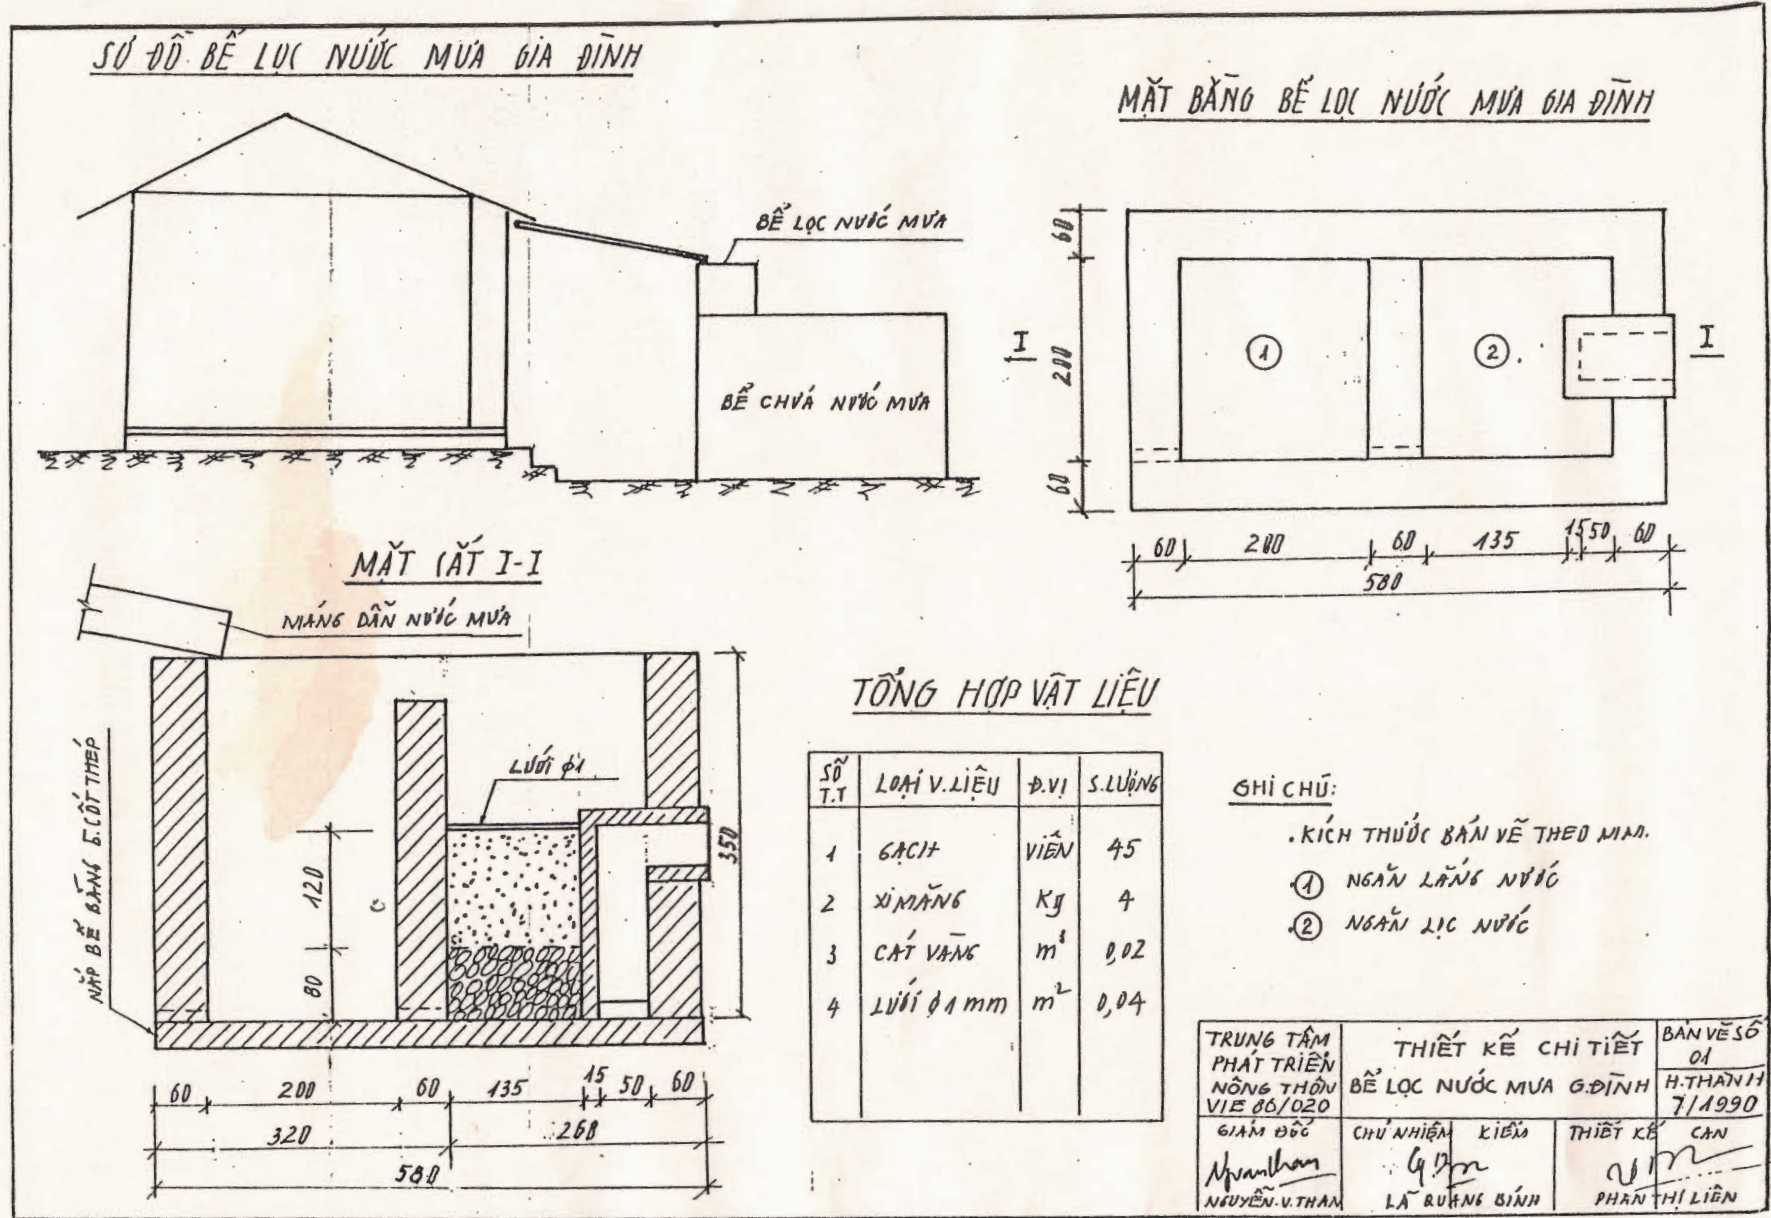 SƠ ĐỒ BỂ LỌC NƯỚC MƯA GIA ĐÌNH
BỂ LỌC NƯỚC MƯA
BỂ CHỨA NƯỚC MƯA
MẶT BẰNG BỂ LỌC NƯỚC MƯA GIA ĐÌNH
60
200
60
I
1
2
I
60 200 60 135 15 50 60
580
MẶT CẮT I-I
MÁNG DẪN NƯỚC MƯA
NẮP BỂ BẰNG B.CỐT THÉP
LƯỚI ϕ1
120
80
350
60 200 60 135 15 50 60
320 260
580
TỔNG HỢP VẬT LIỆU
SỐ T.T LOẠI V.LIỆU Đ.VỊ S.LƯỢNG
1 GẠCH VIÊN 45
2 XI MĂNG Kg 4
3 CÁT VÀNG m³ 0,02
4 LƯỚI ϕ1mm m² 0,04
GHI CHÚ:
. KÍCH THƯỚC BẢN VẼ THEO MM.
. 1 NGĂN LẮNG NƯỚC
. 2 NGĂN LỌC NƯỚC
TRUNG TÂM
PHÁT TRIỂN
NÔNG THÔN
VIE 86/020
THIẾT KẾ CHI TIẾT
BỂ LỌC NƯỚC MƯA G.ĐÌNH
BẢN VẼ SỐ
01
H.THÀNH
7/1990
GIÁM ĐỐC CHỦ NHIỆM KIỂM THIẾT KẾ CAN
NGUYỄN.V.THAN LÃ QUANG BÍNH PHAN THỊ LIÊN